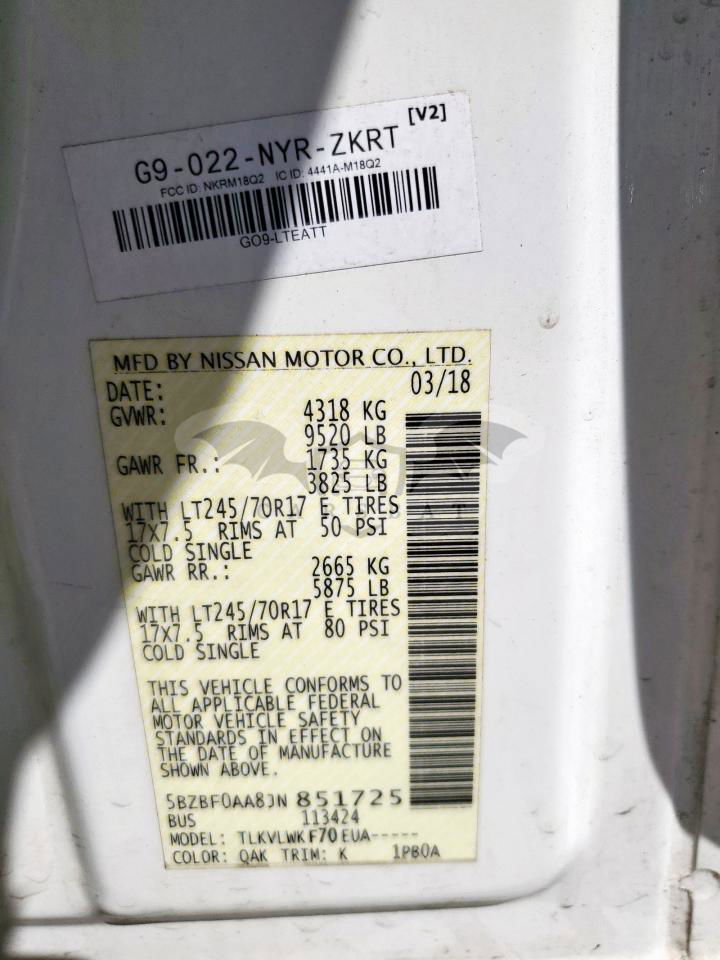 [V2]
G9-022-NYR-ZKRT
FCC ID: NKRM18Q2 IC ID: 4441A-M18Q2
GO9-LTEATT
MFD BY NISSAN MOTOR CO., LTD.
DATE: 03/18
GVWR: 4318 KG
9520 LB
GAWR FR.: 1735 KG
3825 LB
WITH LT245/70R17 E TIRES
17X7.5 RIMS AT 50 PSI
COLD SINGLE
GAWR RR.: 2665 KG
5875 LB
WITH LT245/70R17 E TIRES
17X7.5 RIMS AT 80 PSI
COLD SINGLE
THIS VEHICLE CONFORMS TO
ALL APPLICABLE FEDERAL
MOTOR VEHICLE SAFETY
STANDARDS IN EFFECT ON
THE DATE OF MANUFACTURE
SHOWN ABOVE.
5BZBF0AA8JN 851725
BUS 113424
MODEL: TLKVLWKF70EUA-----
COLOR: QAK TRIM: K 1PB0A